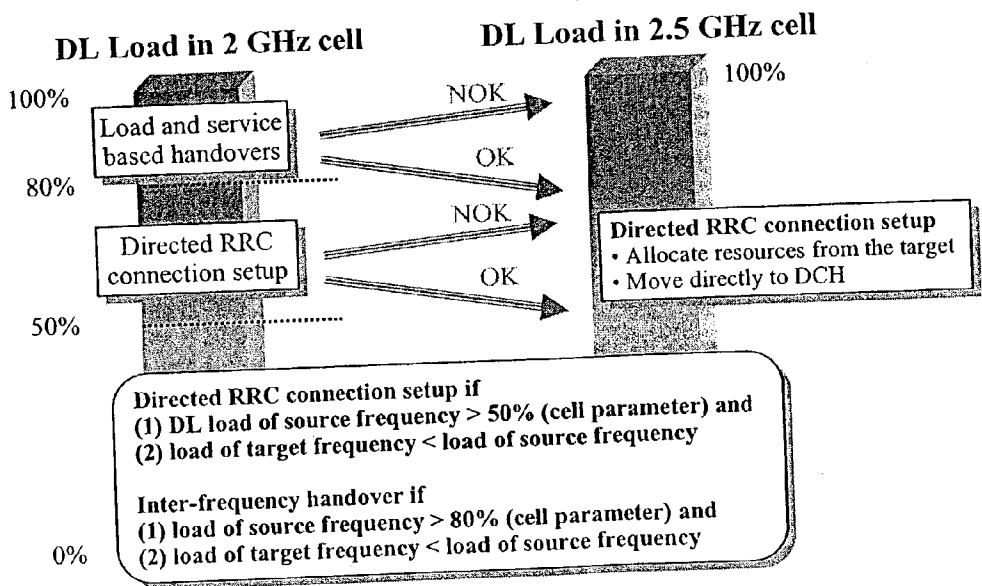 DL Load in 2 GHz cell
DL Load in 2.5 GHz cell
100%
100%
Load and service
based handovers
NOK
OK
80%
NOK
Directed RRC
connection setup
OK
Directed RRC connection setup
• Allocate resources from the target
• Move directly to DCH
50%
Directed RRC connection setup if
(1) DL load of source frequency > 50% (cell parameter) and
(2) load of target frequency < load of source frequency
Inter-frequency handover if
(1) load of source frequency > 80% (cell parameter) and
(2) load of target frequency < load of source frequency
0%